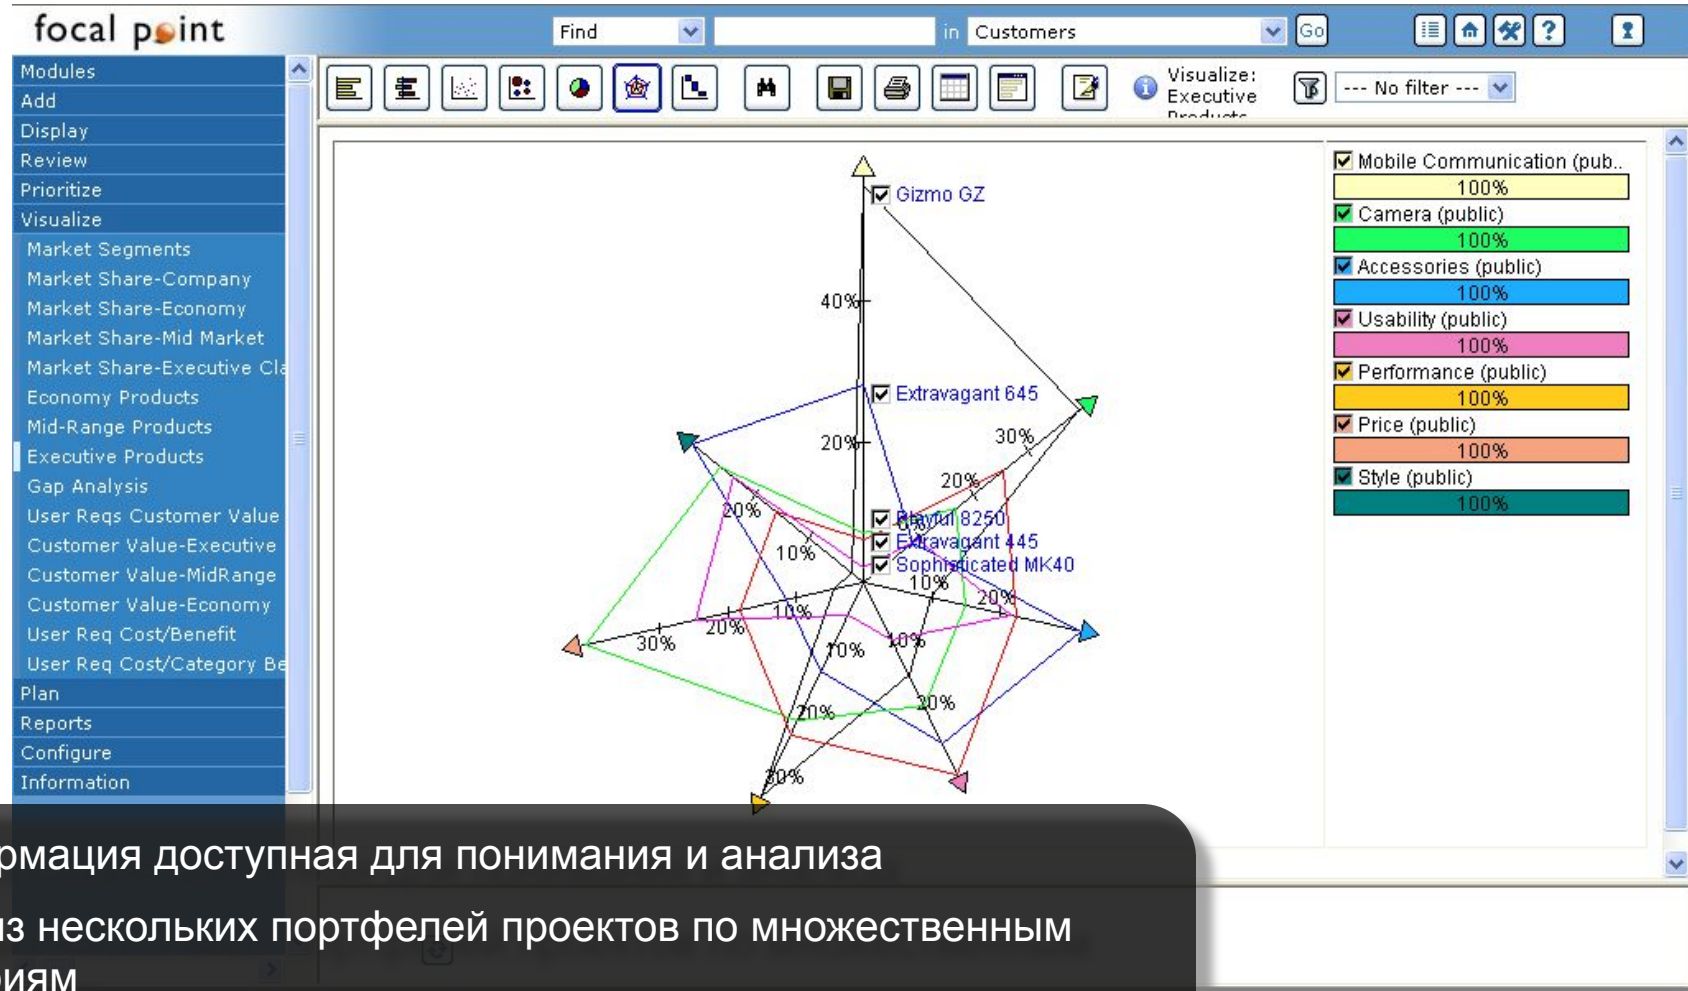 focal point
Find
in Customers
Go
Modules
Add
Display
Review
Prioritize
Visualize
Market Segments
Market Share-Company
Market Share-Economy
Market Share-Mid Market
Market Share-Executive Cla
Economy Products
Mid-Range Products
Executive Products
Gap Analysis
User Reqs Customer Value
Customer Value-Executive
Customer Value-MidRange
Customer Value-Economy
User Req Cost/Benefit
User Req Cost/Category Be
Plan
Reports
Configure
Information
Visualize:
Executive
Products
--- No filter ---
Gizmo GZ
40%
Extravagant 645
20%
30%
20%
20%
Playful 8250
Extravagant 445
10%
Sophisticated MK40
10%
20%
10%
20%
30%
10%
10%
20%
20%
30%
Mobile Communication (pub..
100%
Camera (public)
100%
Accessories (public)
100%
Usability (public)
100%
Performance (public)
100%
Price (public)
100%
Style (public)
100%
рмация доступная для понимания и анализа
из нескольких портфелей проектов по множественным
риям